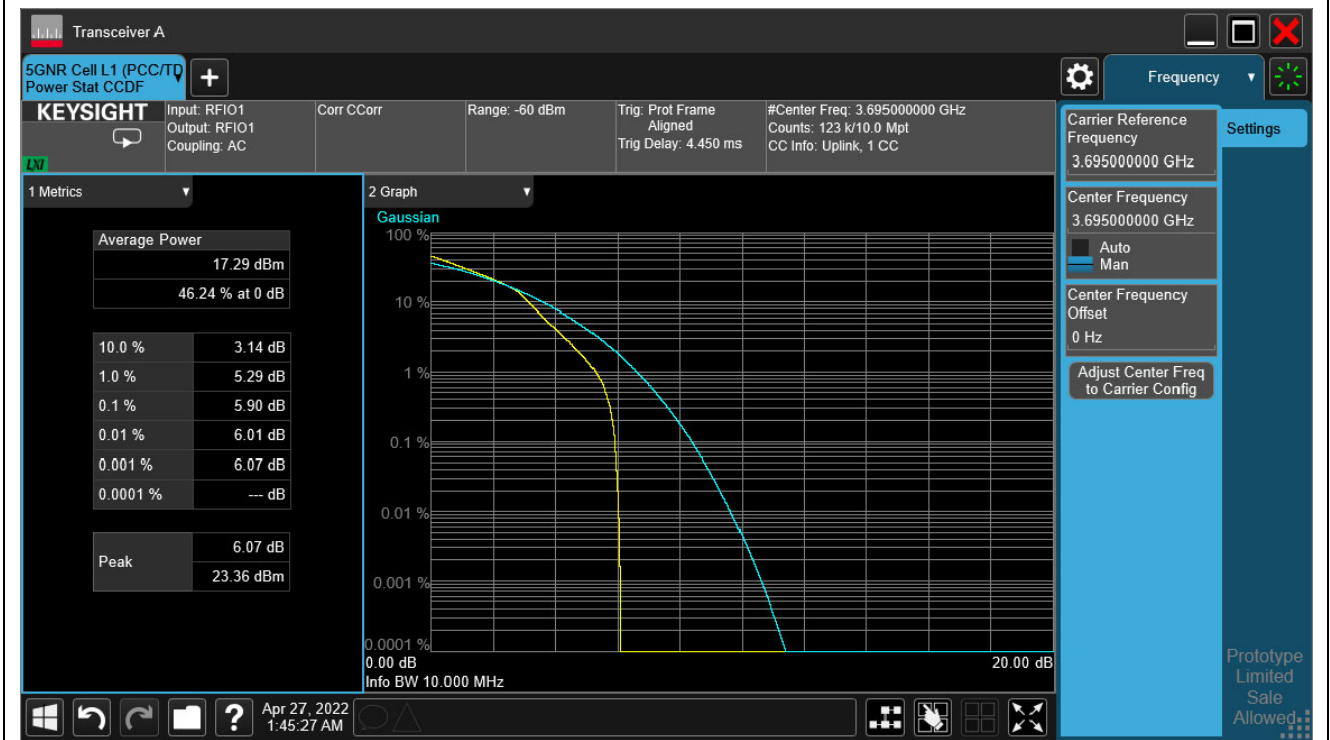 Transceiver A
5GNR Cell L1 (PCC/TD
Power Stat CCDF
+
Frequency
KEYSIGHT
LXI
Input: RFIO1
Output: RFIO1
Coupling: AC
Corr CCorr
Range: -60 dBm
Trig: Prot Frame
Aligned
Trig Delay: 4.450 ms
#Center Freq: 3.695000000 GHz
Counts: 123 k/10.0 Mpt
CC Info: Uplink, 1 CC
1 Metrics
Average Power
17.29 dBm
46.24 % at 0 dB
10.0 % 3.14 dB
1.0 % 5.29 dB
0.1 % 5.90 dB
0.01 % 6.01 dB
0.001 % 6.07 dB
0.0001 % --- dB
Peak
6.07 dB
23.36 dBm
2 Graph
Gaussian
100 %
10 %
1 %
0.1 %
0.01 %
0.001 %
0.0001 %
0.00 dB 20.00 dB
Info BW 10.000 MHz
Carrier Reference
Frequency
3.695000000 GHz
Center Frequency
3.695000000 GHz
Auto
Man
Center Frequency
Offset
0 Hz
Adjust Center Freq
to Carrier Config
Settings
Prototype
Limited
Sale
Allowed
?
Apr 27, 2022
1:45:27 AM